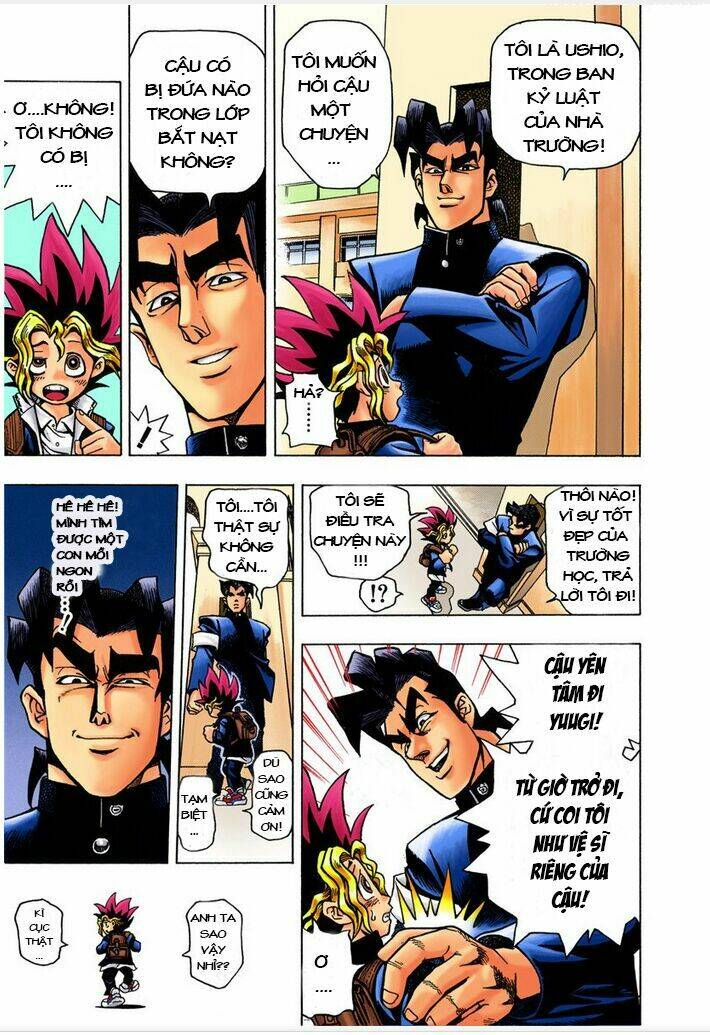 TÔI LÀ USHIO,
TRONG BAN
KỶ LUẬT
CỦA NHÀ
TRƯỜNG!
TÔI MUỐN
HỎI CẬU
MỘT
CHUYỆN
...
HẢ?
......
CẬU CÓ
BỊ ĐỨA NÀO
TRONG LỚP
BẮT NẠT
KHÔNG?
!
Ơ....KHÔNG!
TÔI KHÔNG
CÓ BỊ
....
THÔI NÀO!
VÌ SỰ TỐT
ĐẸP CỦA
TRƯỜNG
HỌC, TRẢ
LỜI TÔI ĐI!
TÔI SẼ
ĐIỀU TRA
CHUYỆN NÀY
!!!
!?
CẬU YÊN
TÂM ĐI
YUUGI!
TỪ GIỜ TRỞ ĐI,
CỨ COI TÔI
NHƯ VỆ SĨ
RIÊNG CỦA
CẬU!
Ơ
....
TÔI....TÔI
THẬT SỰ
KHÔNG
CẦN...
DÙ SAO
CŨNG
CẢM
ƠN!
TẠM
BIỆT
...
HÊ HÊ HÊ!
MÌNH TÌM
ĐƯỢC MỘT
CON MỒI
NGON
RỒI
...!!
ANH TA
SAO
VẬY
NHỈ??
KÌ
CỤC
THẬT
...